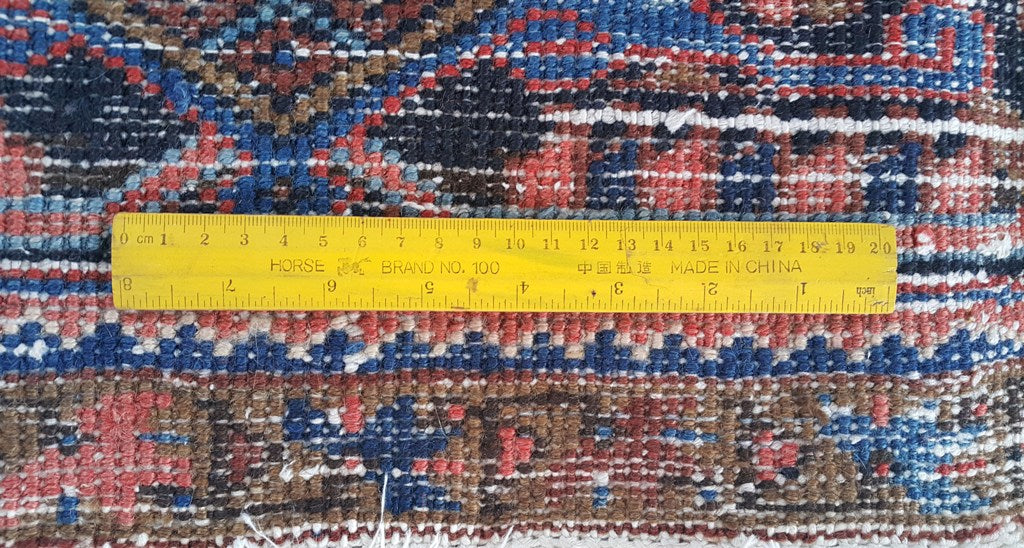 0 cm 1 2 3 4 5 6 7 8 9 10 11 12 13 14 15 16 17 18 19 20
HORSE BRAND NO. 100 中国制造 MADE IN CHINA
8 7 6 5 4 3 2 1 inch